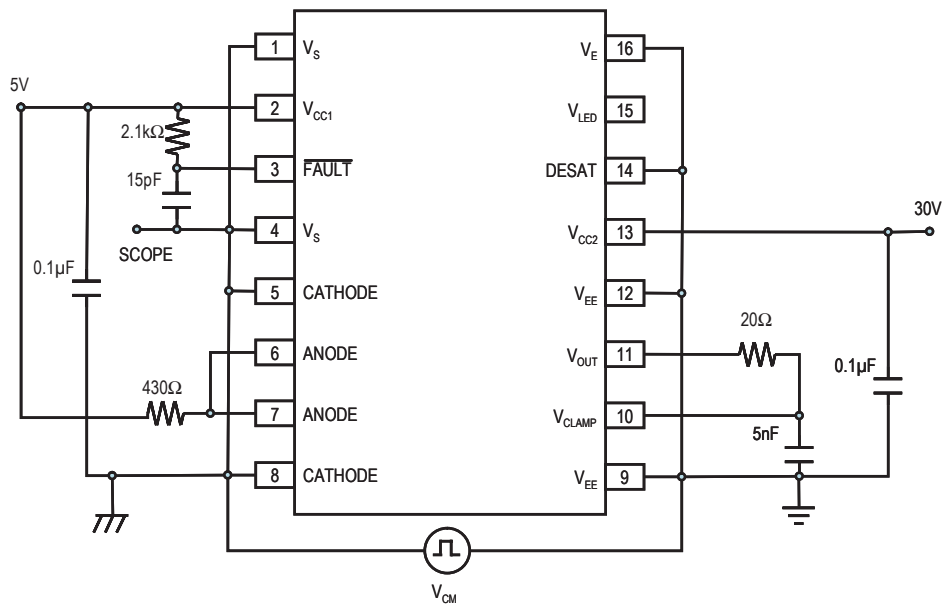 1 V_S
2 V_CC1
3 FAULT
4 V_S
5 CATHODE
6 ANODE
7 ANODE
8 CATHODE
V_E 16
V_LED 15
DESAT 14
V_CC2 13
V_EE 12
V_OUT 11
V_CLAMP 10
V_EE 9
5V
2.1kΩ
15pF
SCOPE
0.1µF
430Ω
30V
20Ω
0.1µF
5nF
V_CM